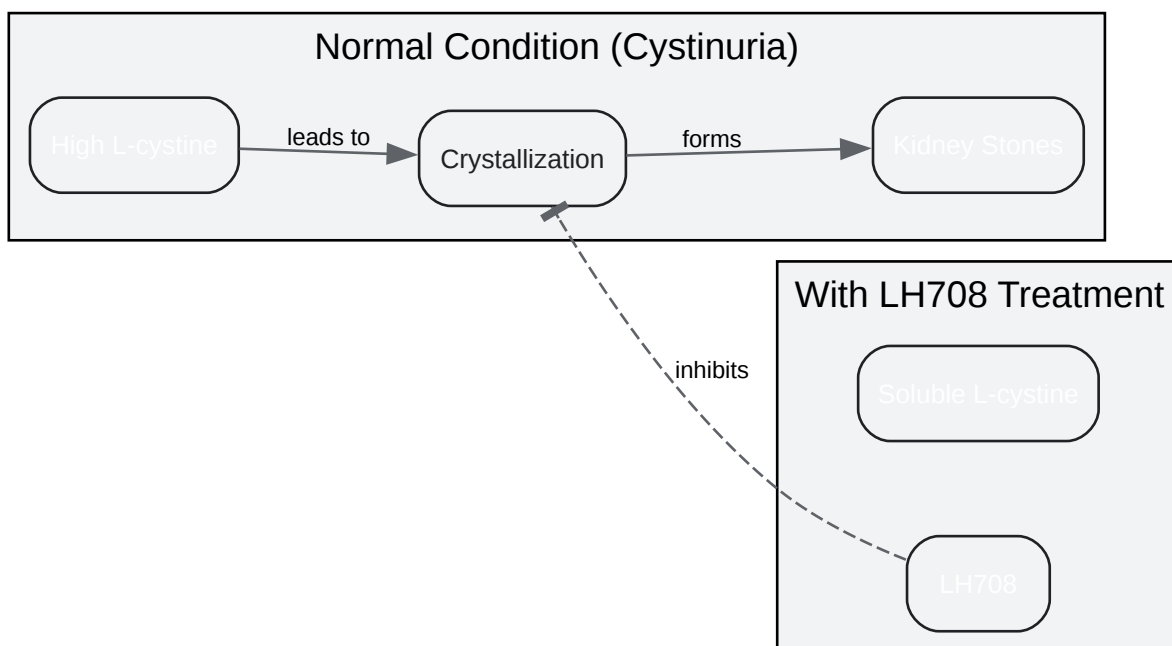 Normal Condition (Cystinuria)
High L-cystine
leads to
Crystallization
forms
Kidney Stones
With LH708 Treatment
Soluble L-cystine
inhibits
LH708